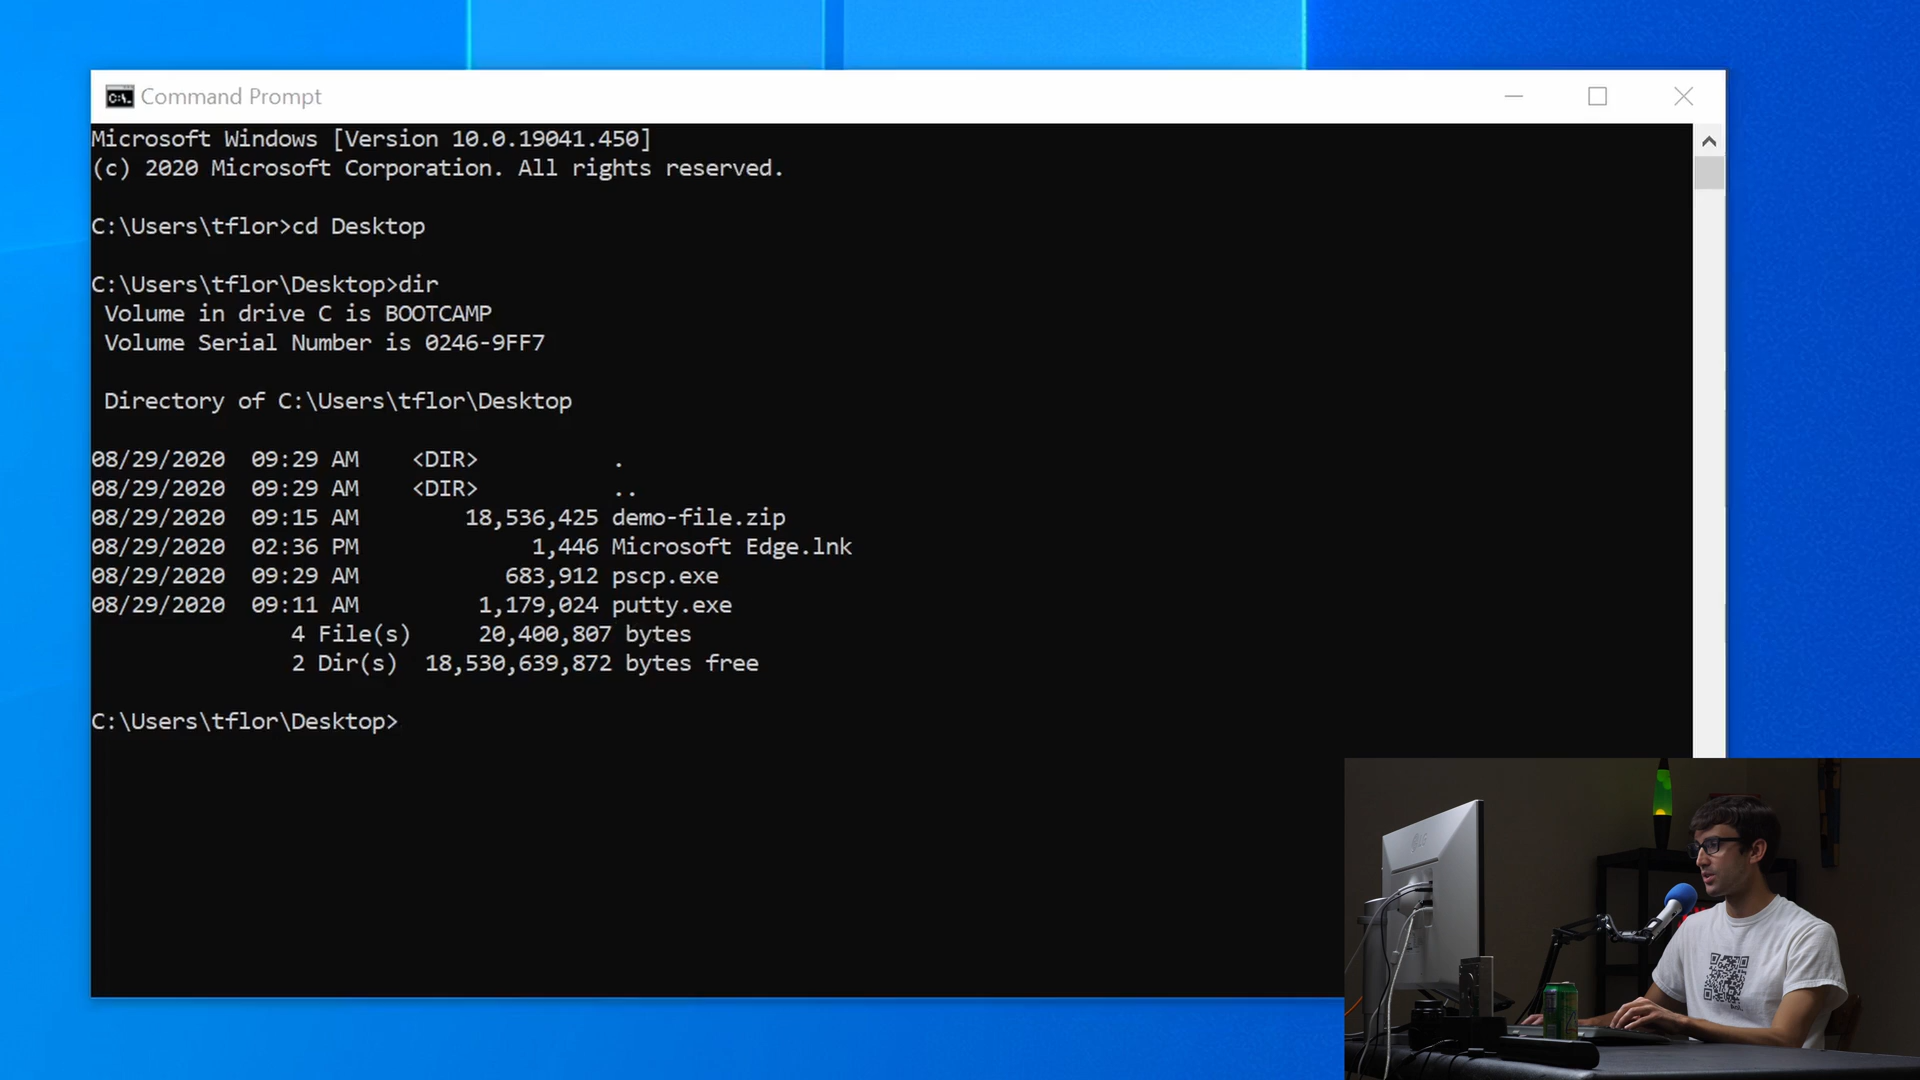 Command Prompt
Microsoft Windows [Version 10.0.19041.450]
(c) 2020 Microsoft Corporation. All rights reserved.
C:\Users\tflor>cd Desktop
C:\Users\tflor\Desktop>dir
Volume in drive C is BOOTCAMP
Volume Serial Number is 0246-9FF7
Directory of C:\Users\tflor\Desktop
08/29/2020  09:29 AM    <DIR>          .
08/29/2020  09:29 AM    <DIR>          ..
08/29/2020  09:15 AM        18,536,425 demo-file.zip
08/29/2020  02:36 PM             1,446 Microsoft Edge.lnk
08/29/2020  09:29 AM           683,912 pscp.exe
08/29/2020  09:11 AM         1,179,024 putty.exe
4 File(s)     20,400,807 bytes
2 Dir(s)  18,530,639,872 bytes free
C:\Users\tflor\Desktop>